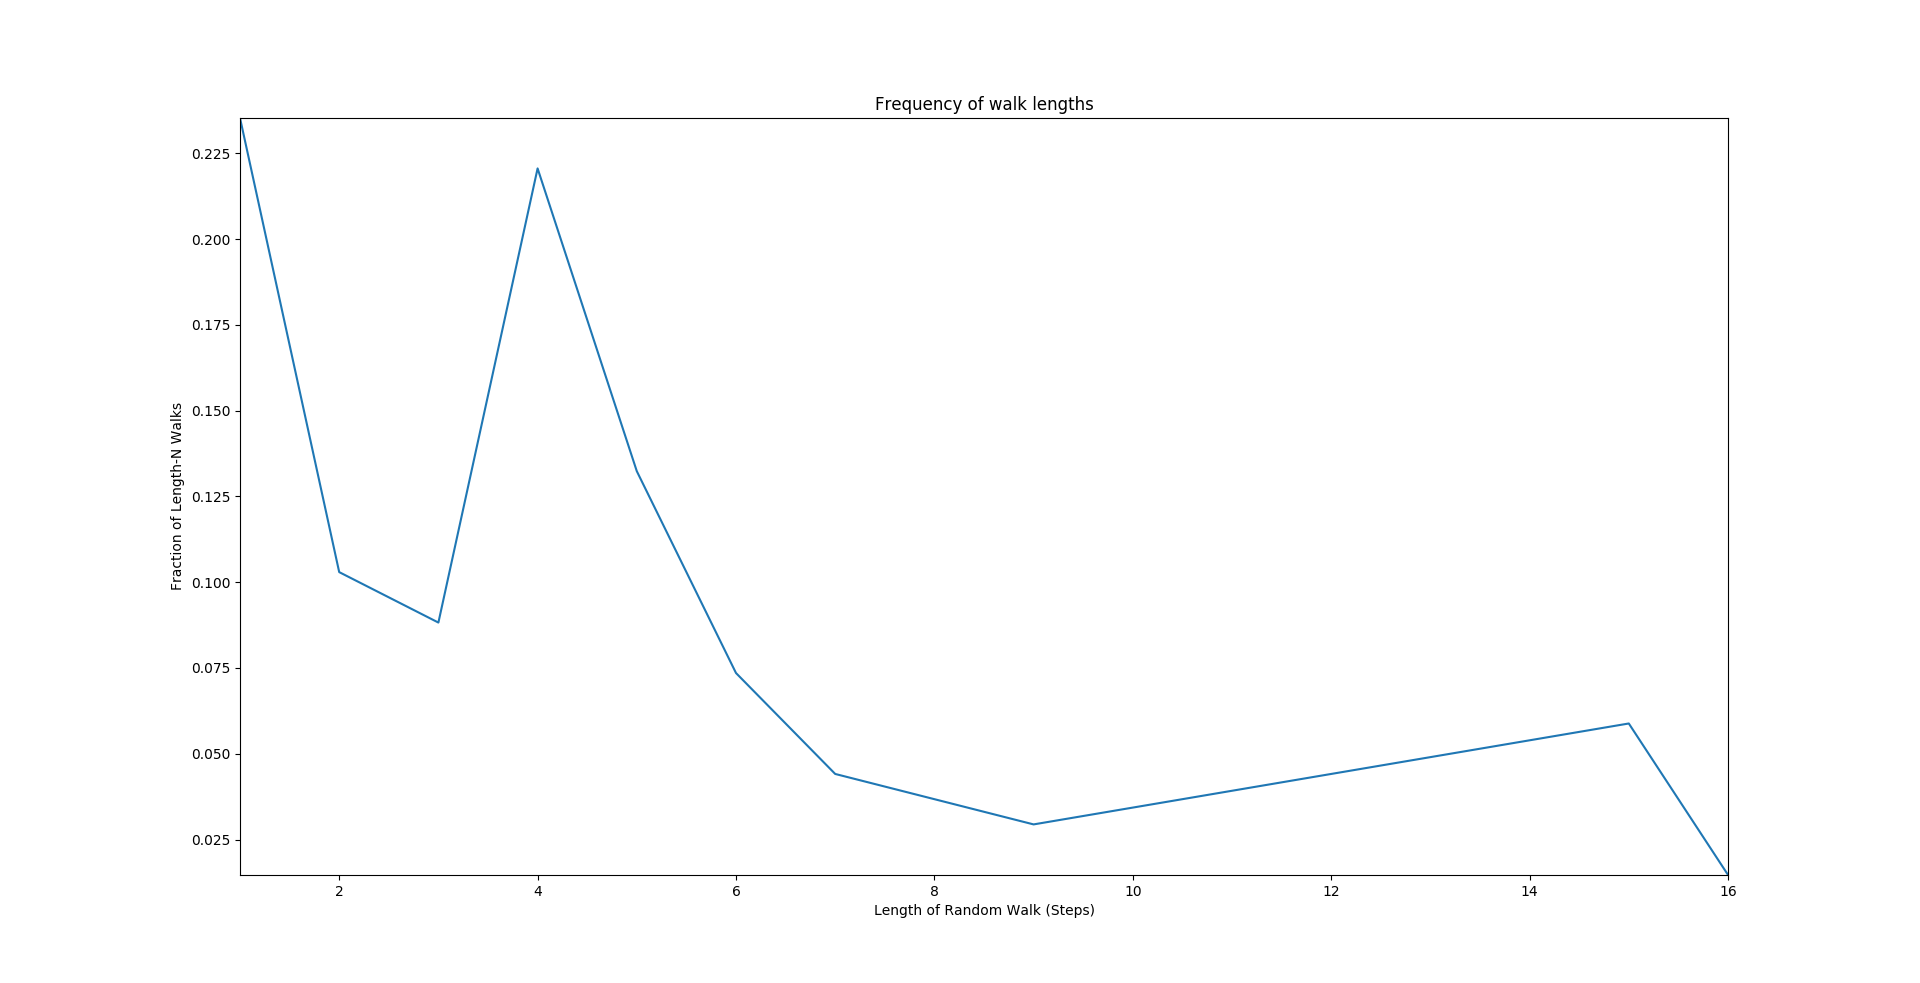 Frequency of walk lengths
0.225
0.200
0.175
0.150
0.125
0.100
0.075
0.050
0.025
Fraction of Length-N Walks
2 4 6 8 10 12 14 16
Length of Random Walk (Steps)